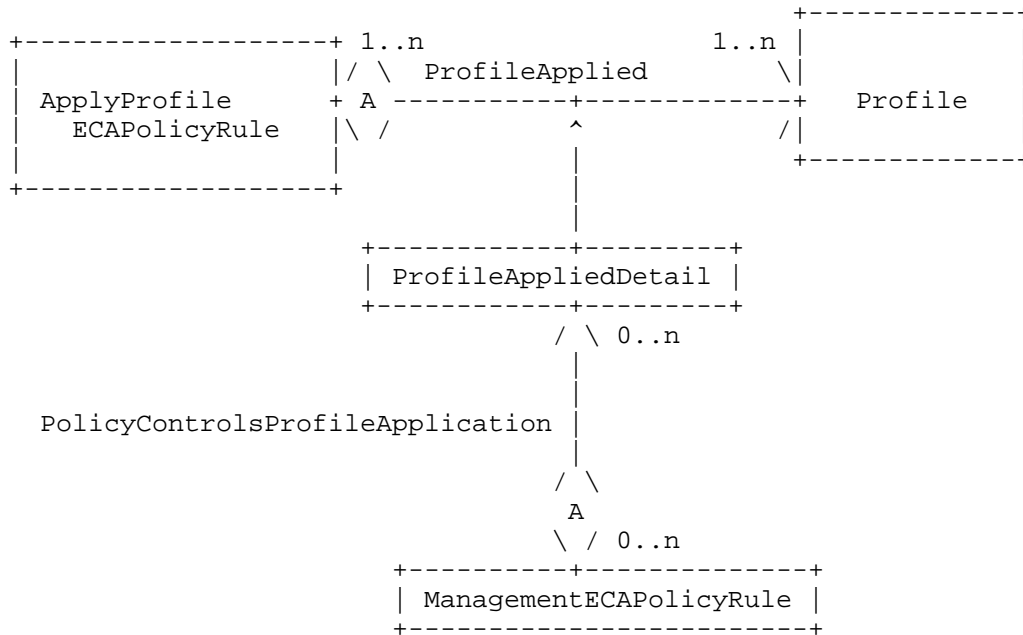 1..n 1..n
ProfileApplied
ApplyProfile A Profile
ECAPolicyRule
ProfileAppliedDetail
0..n
PolicyControlsProfileApplication
A
0..n
ManagementECAPolicyRule